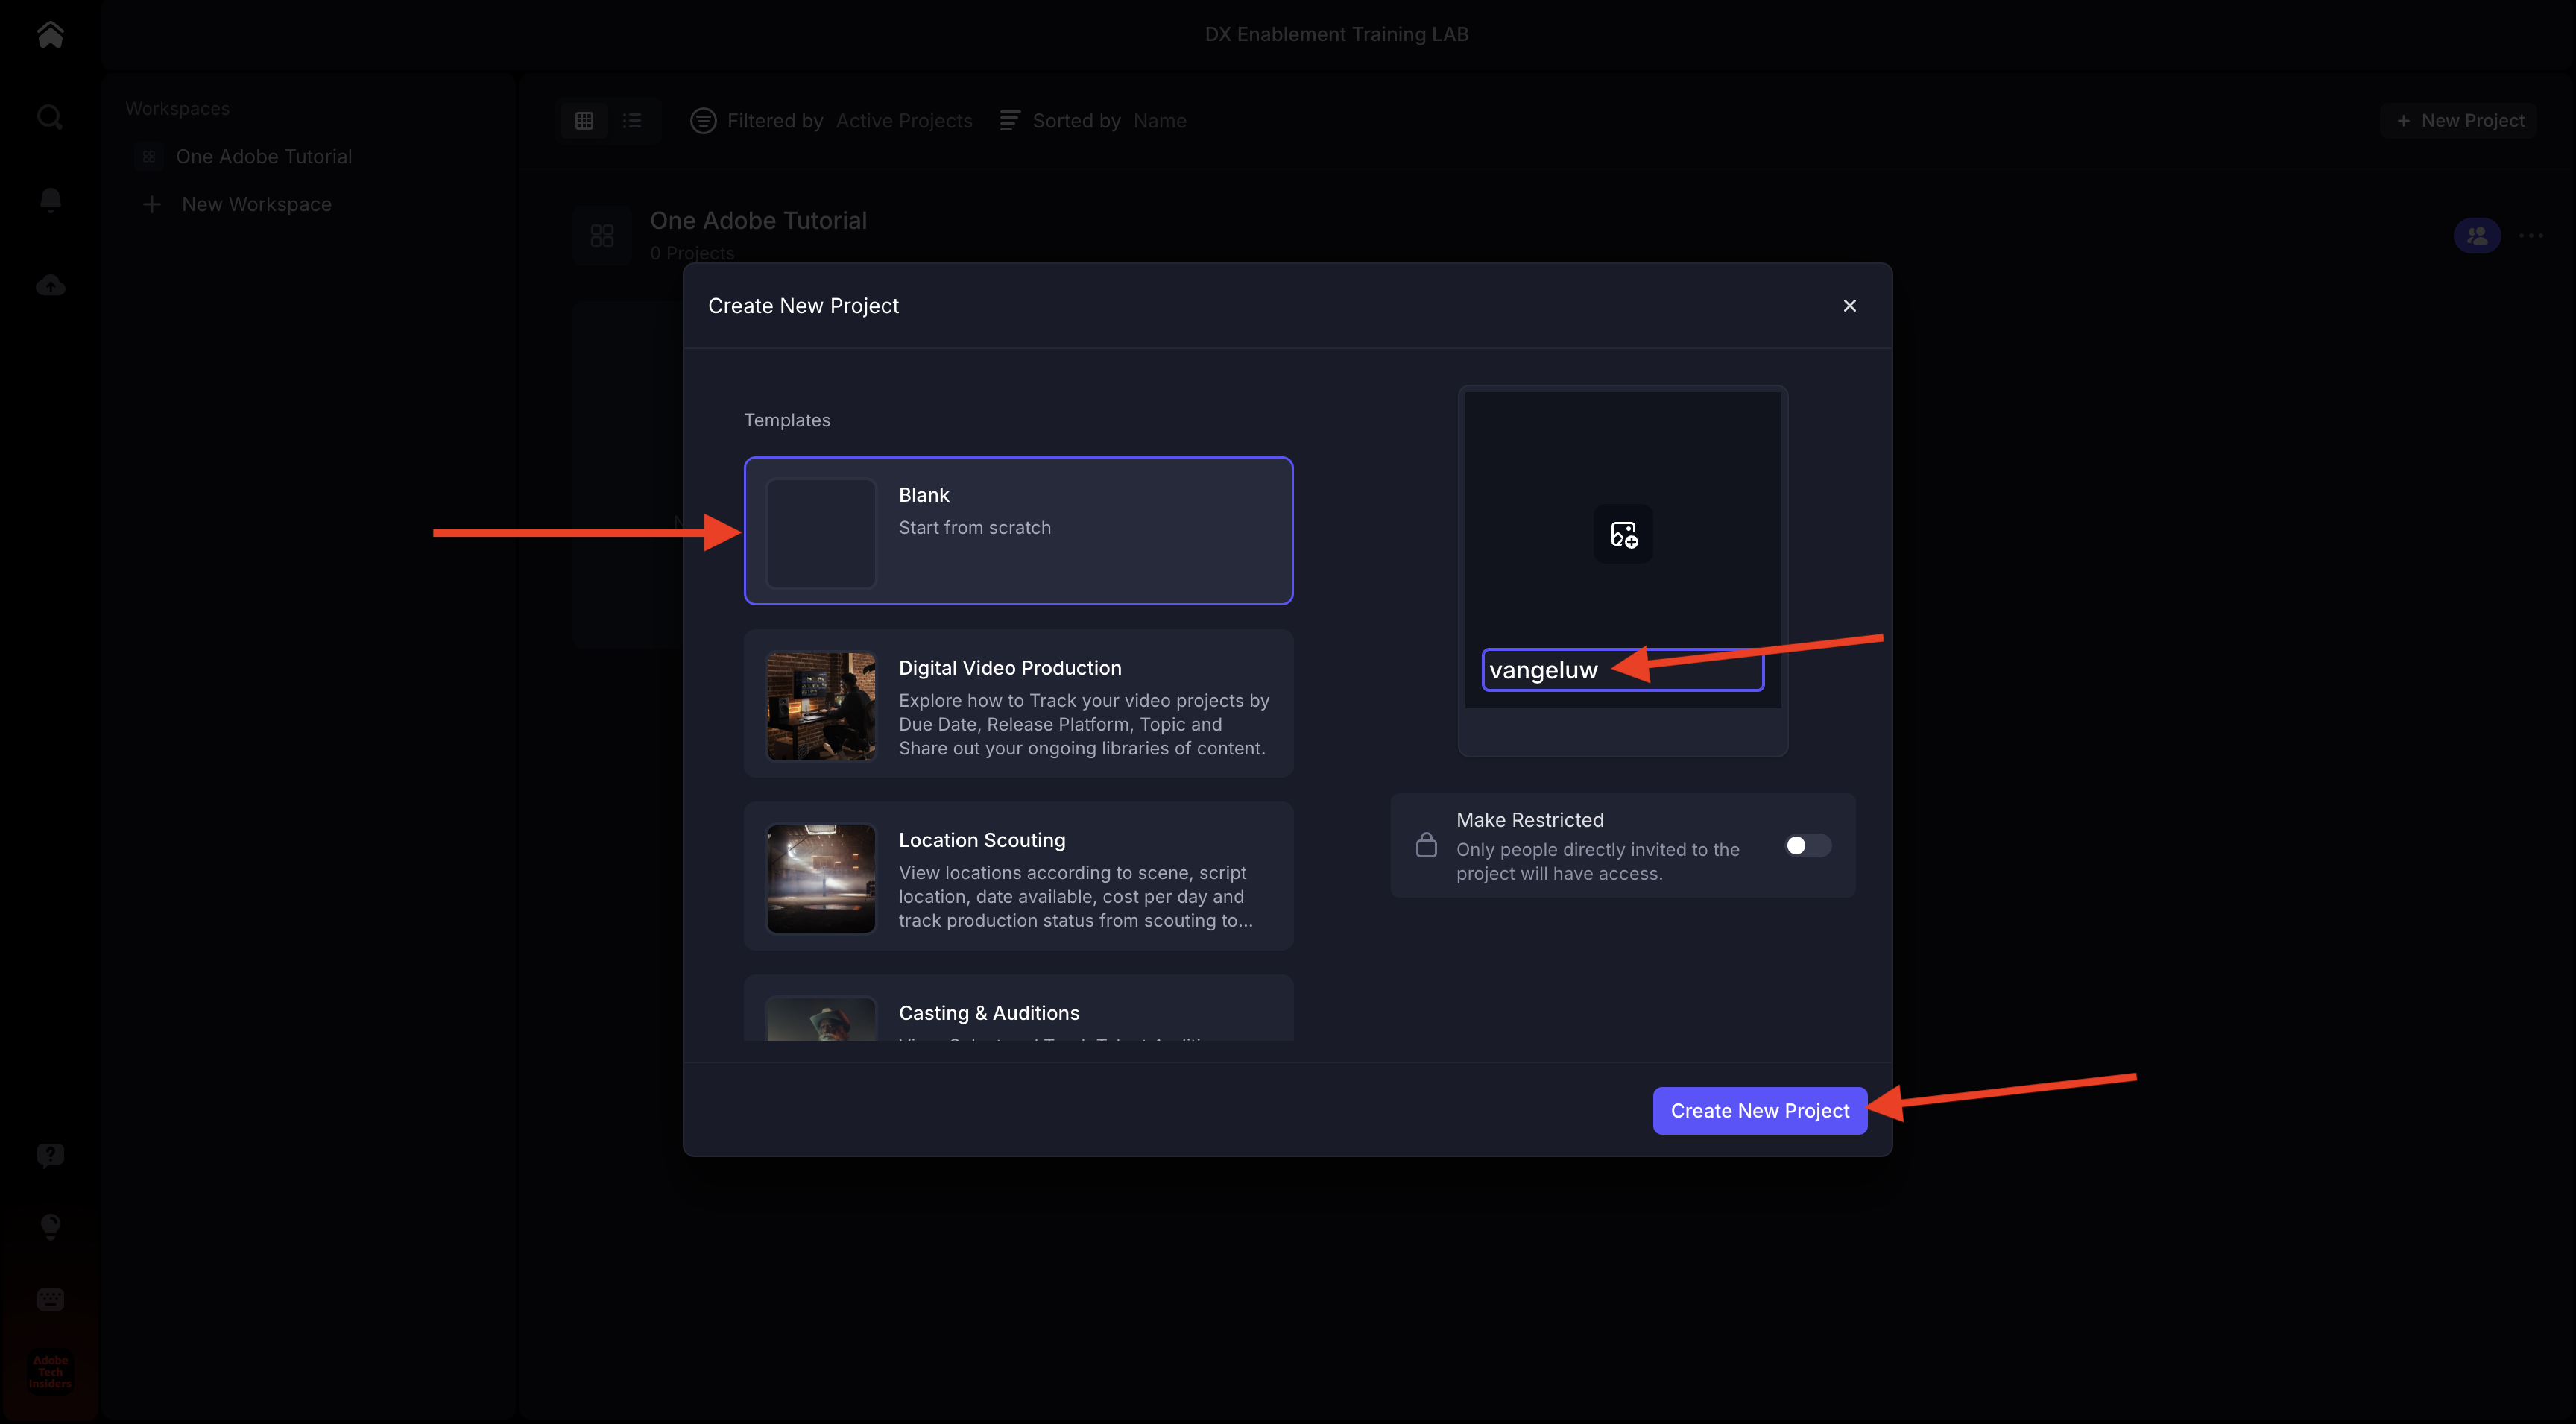 DX Enablement Training LAB
Workspaces
One Adobe Tutorial
New Workspace
Filtered by Active Projects
Sorted by Name
New Project
One Adobe Tutorial
0 Projects
Create New Project
Templates
Blank
Start from scratch
Digital Video Production
Explore how to Track your video projects by
Due Date, Release Platform, Topic and
Share out your ongoing libraries of content.
Location Scouting
View locations according to scene, script
location, date available, cost per day and
track production status from scouting to...
Casting & Auditions
vangeluw
Make Restricted
Only people directly invited to the
project will have access.
Create New Project
Adobe
Tech
Insiders